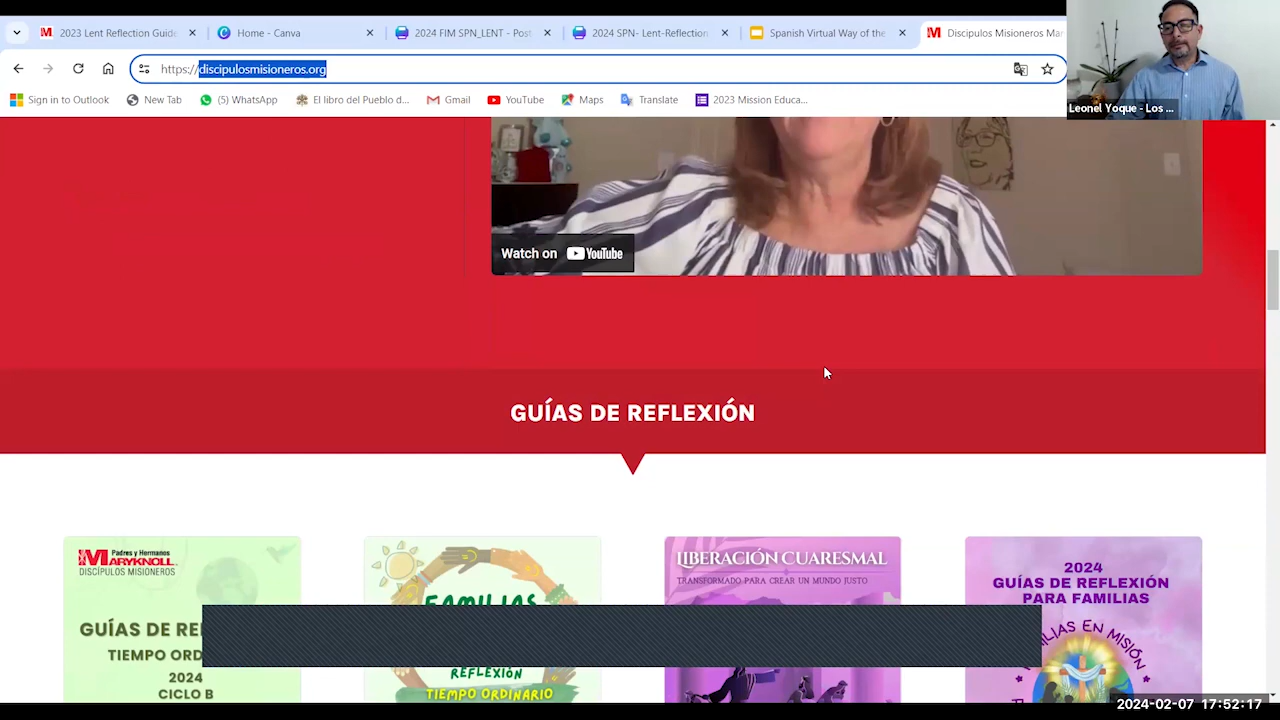 2023 Lent Reflection Guide
Home - Canva
2024 FIM SPN_LENT - Post
2024 SPN- Lent-Reflection
Spanish Virtual Way of the
Discipulos Misioneros Mar
https://discipulosmisioneros.org
Sign in to Outlook
New Tab
(5) WhatsApp
El libro del Pueblo d...
Gmail
YouTube
Maps
Translate
2023 Mission Educa...
Leonel Yoque - Los ...
Watch on YouTube
GUÍAS DE REFLEXIÓN
Padres y Hermanos
MARYKNOLL
DISCÍPULOS MISIONEROS
GUÍAS DE RE
TIEMPO ORD
2024
CICLO B
FAMILIAS
REFLEXIÓN
TIEMPO ORDINARIO
LIBERACIÓN CUARESMAL
TRANSFORMADO PARA CREAR UN MUNDO JUSTO
2024
GUÍAS DE REFLEXIÓN
PARA FAMILIAS
EN MISIÓN
2024-02-07 17:52:17